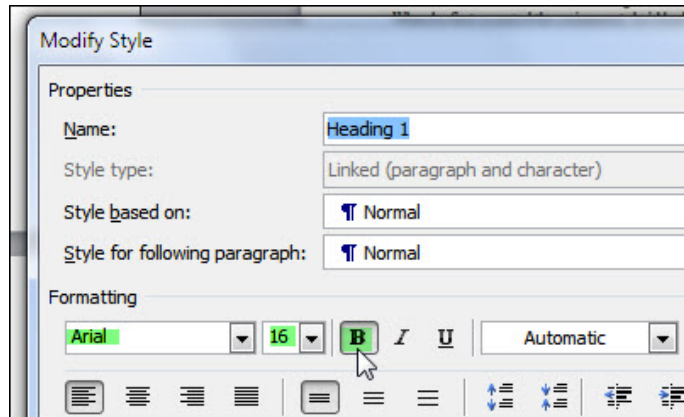 Modify Style
Properties
Name: Heading 1
Style type: Linked (paragraph and character)
Style based on: ¶ Normal
Style for following paragraph: ¶ Normal
Formatting
Arial 16 B I U Automatic